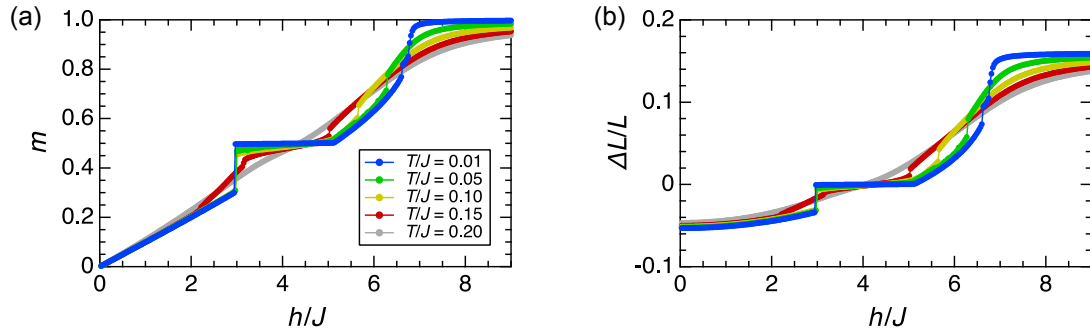 (a)
1.0
0.8
0.6
0.4
0.2
0
m
T/J = 0.01
T/J = 0.05
T/J = 0.10
T/J = 0.15
T/J = 0.20
0 2 4 6 8
h/J
(b)
0.2
0.1
0
-0.1
ΔL/L
0 2 4 6 8
h/J